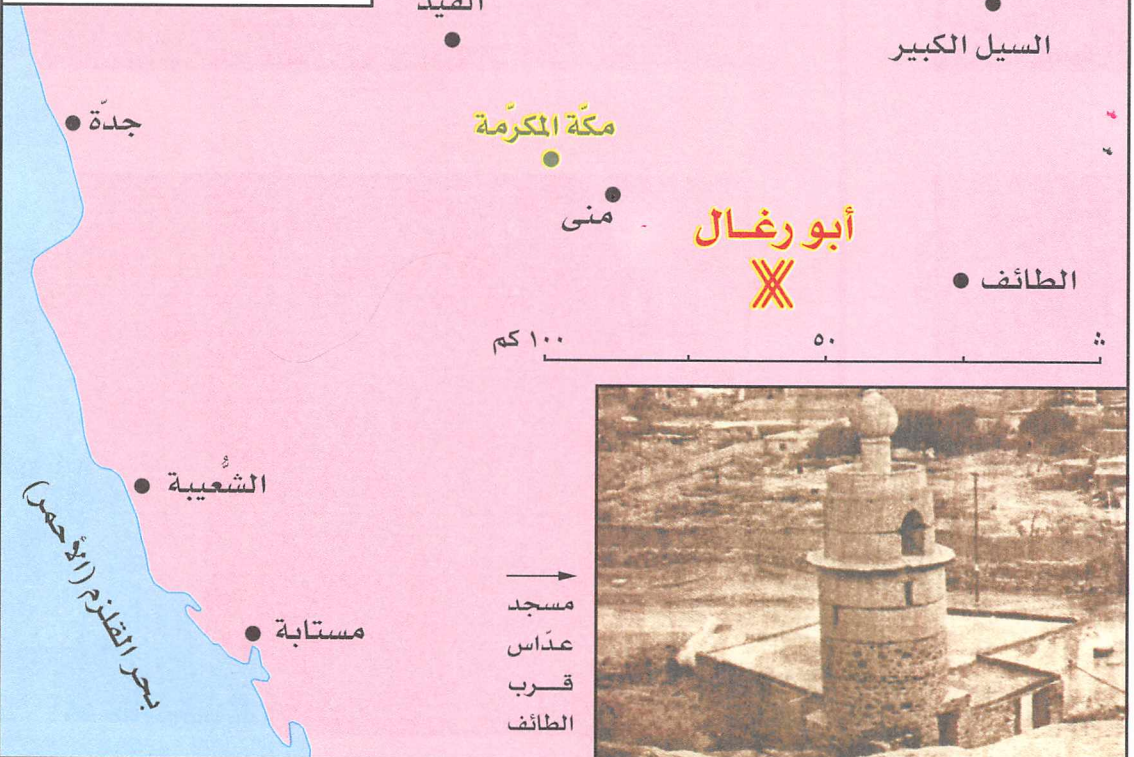 السيل الكبير
جدّة
مكّة المكرّمة
منى
أبو رغال
الطائف
١٠٠ كم
٥٠
الشُّعيبة
بحر القلزم (الأحمر)
مستابة
مسجد
عدّاس
قرب
الطائف